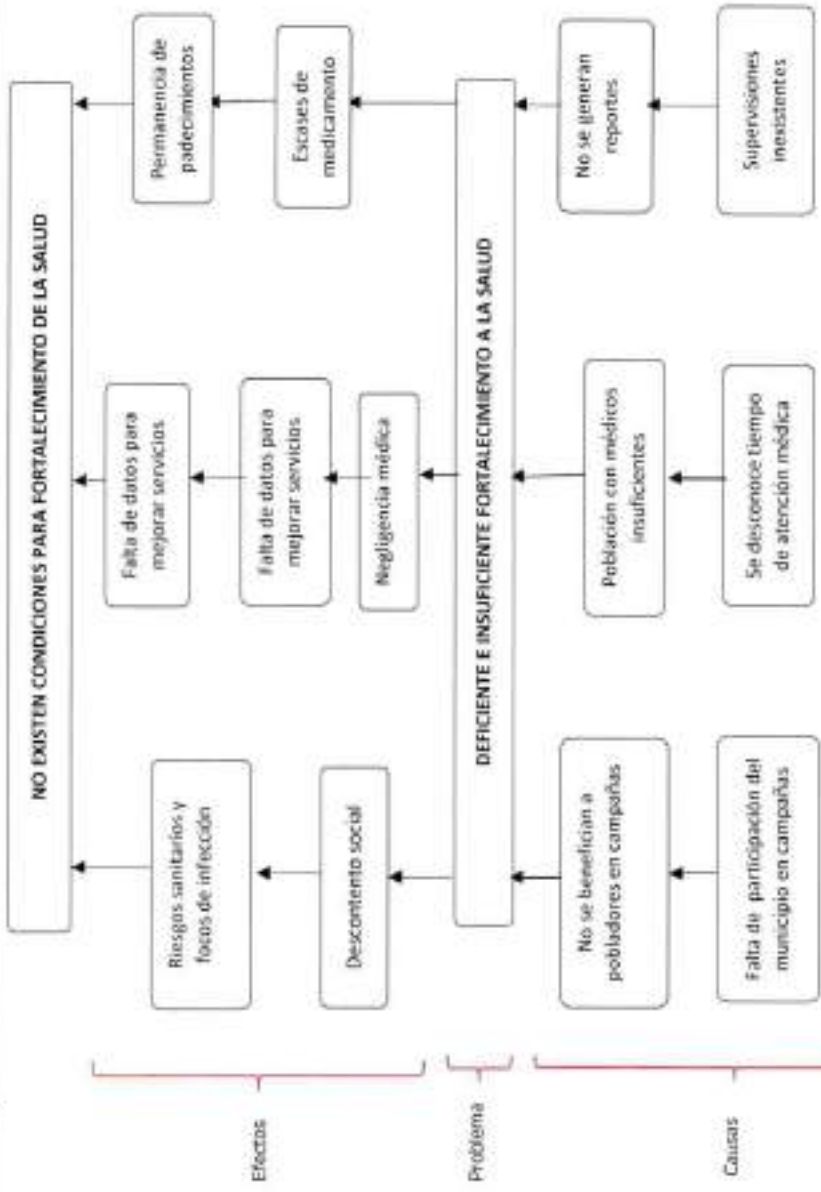 NO EXISTEN CONDICIONES PARA FORTALECIMIENTO DE LA SALUD
Efectos
Riesgos sanitarios y
focos de infección
Falta de datos para
mejorar servicios
Permanencia de
padecimientos
Descontento social
Falta de datos para
mejorar servicios
Escases de
medicamento
Negligencia médica
Problema
DEFICIENTE E INSUFICIENTE FORTALECIMIENTO A LA SALUD
Causas
No se benefician a
pobladores en campañas
Población con médicos
insuficientes
No se generan
reportes
Falta de participación del
municipio en campañas
Se desconoce tiempo
de atención médica
Supervisiones
inexistentes